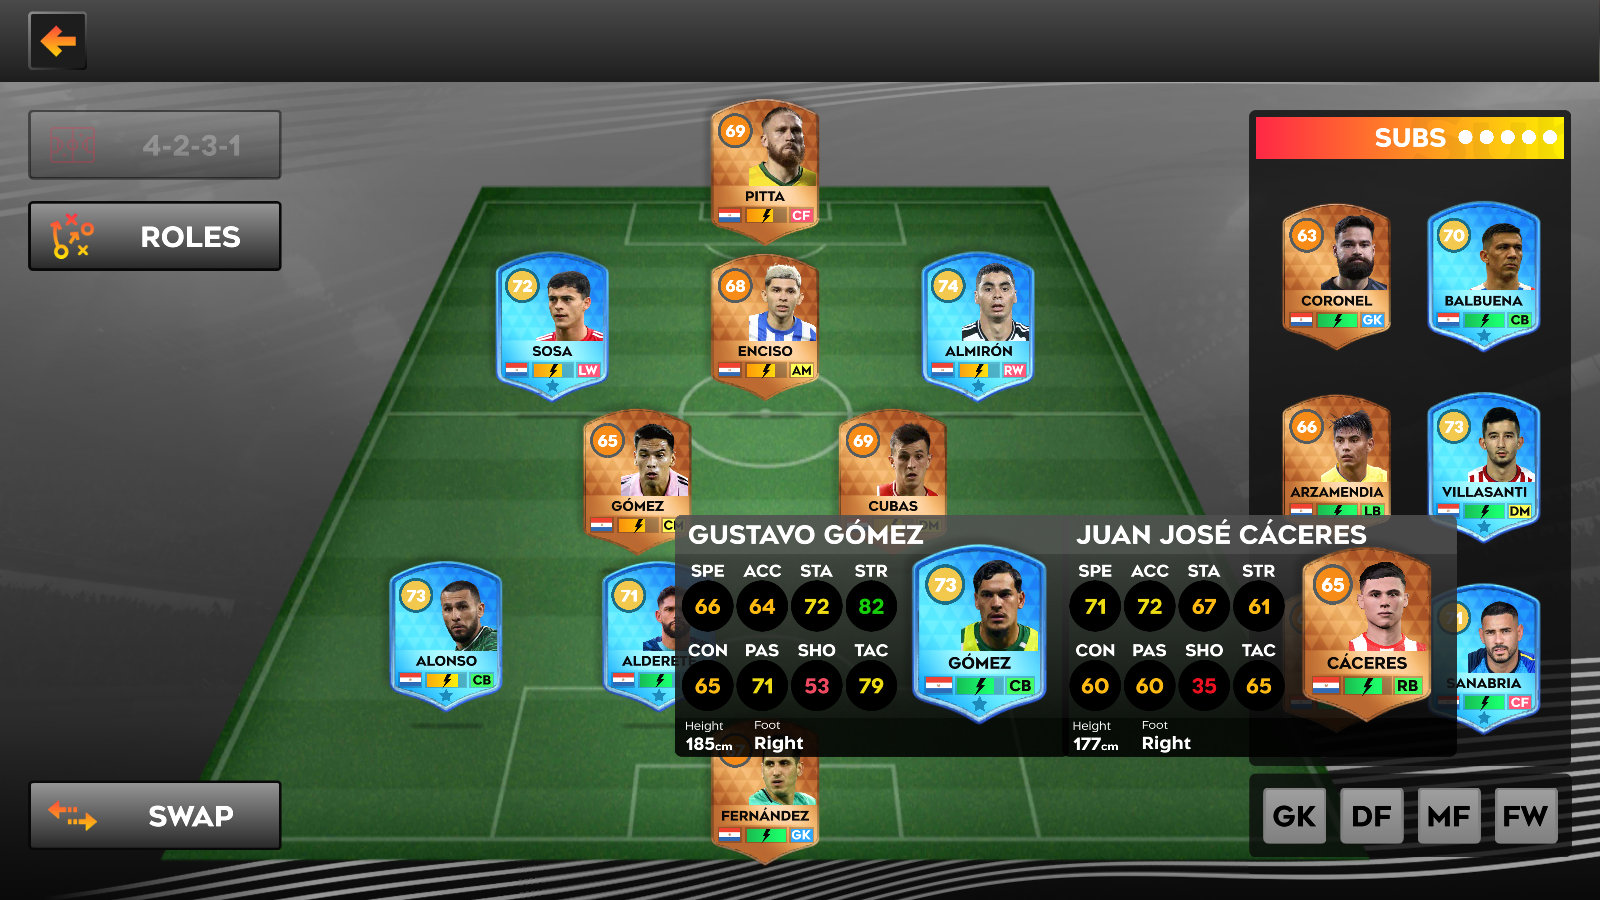 4-2-3-1
ROLES
SWAP
69
PITTA
CF
72
SOSA
LW
68
ENCISO
AM
74
ALMIRÓN
RW
65
GÓMEZ
CM
69
CUBAS
DM
73
ALONSO
CB
71
ALDERETE
FERNÁNDEZ
GK
GUSTAVO GÓMEZ
SPE ACC STA STR
66 64 72 82
CON PAS SHO TAC
65 71 53 79
Height Foot
185cm Right
73
GÓMEZ
CB
JUAN JOSÉ CÁCERES
SPE ACC STA STR
71 72 67 61
CON PAS SHO TAC
60 60 35 65
Height Foot
177cm Right
65
CÁCERES
RB
SUBS
63
CORONEL
GK
70
BALBUENA
CB
66
ARZAMENDIA
LB
73
VILLASANTI
DM
SANABRIA
CF
GK DF MF FW